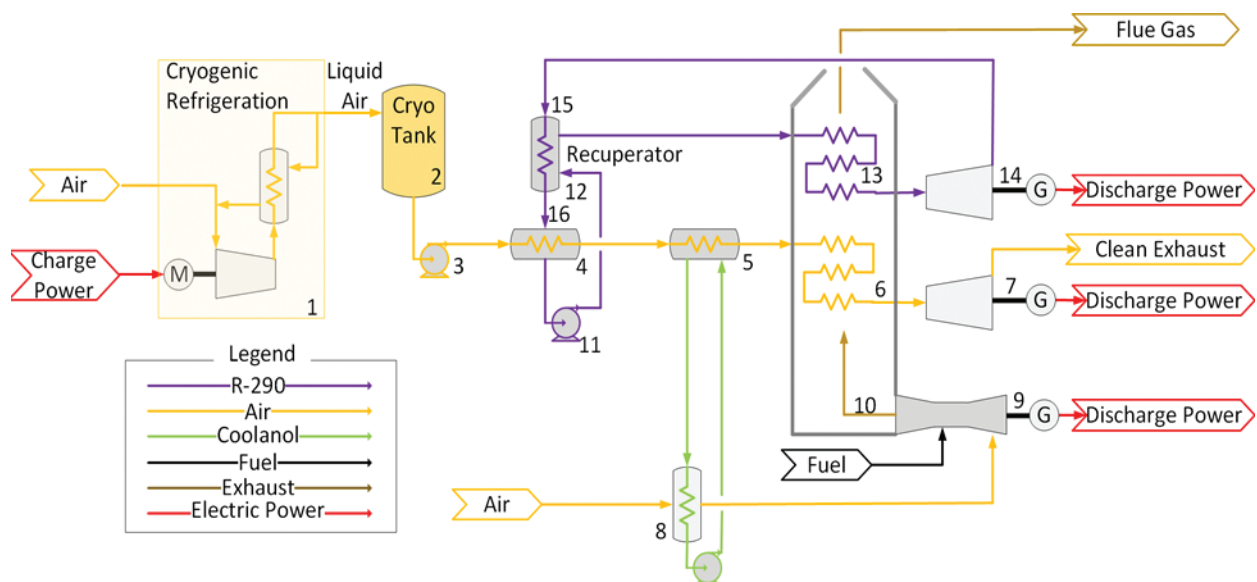 Flue Gas
Cryogenic
Refrigeration
Liquid
Air
Cryo
Tank
2
15
Recuperator
12
13
14
G
Discharge Power
Air
16
Charge
Power
M
1
3
4
5
6
Clean Exhaust
7
G
Discharge Power
11
Legend
R-290
Air
Coolanol
Fuel
Exhaust
Electric Power
10
9
G
Discharge Power
Fuel
Air
8